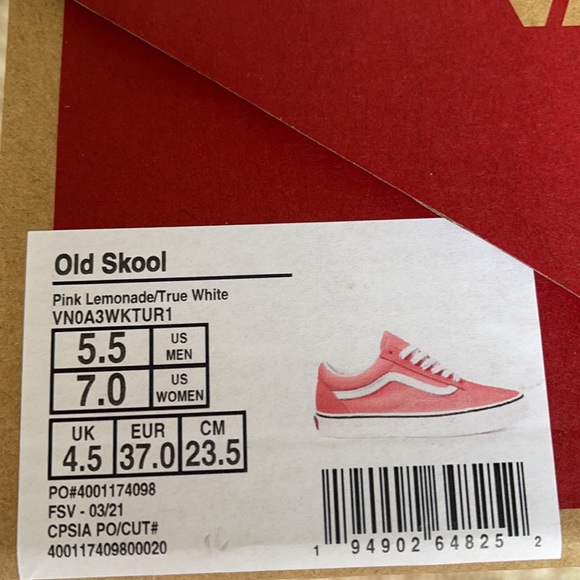 Old Skool
Pink Lemonade/True White
VN0A3WKTUR1
5.5 US MEN
7.0 US WOMEN
UK EUR CM
4.5 37.0 23.5
PO#4001174098
FSV - 03/21
CPSIA PO/CUT#
400117409800020
1 94902 64825 2